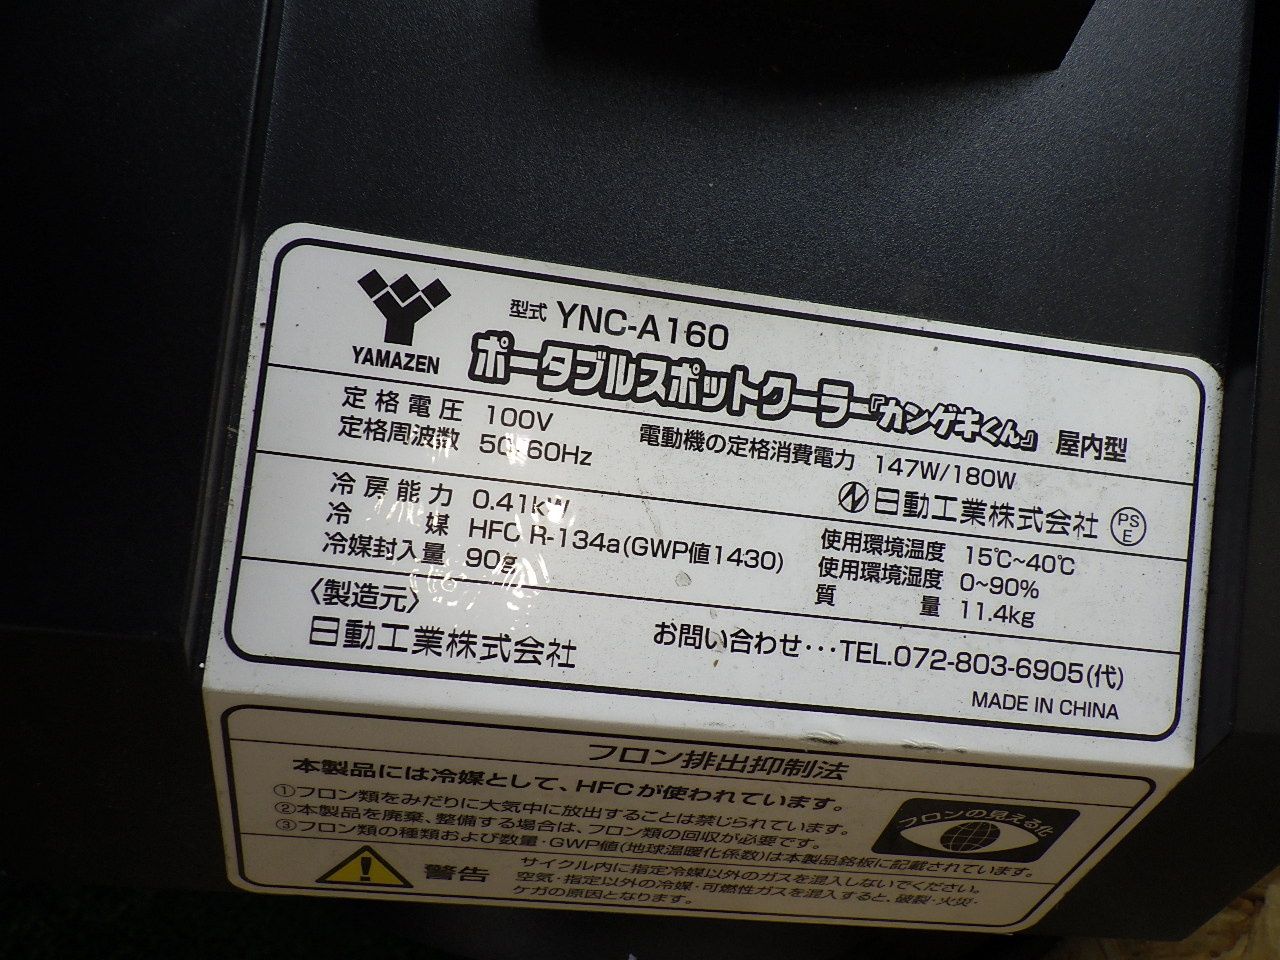 YAMAZEN
型式 YNC-A160
ポータブルスポットクーラー『カンゲキくん』 屋内型
定格電圧 100V
定格周波数 50/60Hz
電動機の定格消費電力 147W/180W
日動工業株式会社 PSE
冷房能力 0.41kW
冷媒 HFC R-134a(GWP値1430)
冷媒封入量 90g
使用環境温度 15℃~40℃
使用環境湿度 0~90%
質量 11.4kg
〈製造元〉
日動工業株式会社
お問い合わせ･･･TEL.072-803-6905(代)
MADE IN CHINA
フロン排出抑制法
本製品には冷媒として、HFCが使われています。
①フロン類をみだりに大気中に放出することは禁じられています。
②本製品を廃棄、整備する場合は、フロン類の回収が必要です。
③フロン類の種類および数量・GWP値(地球温暖化係数)は本製品銘板に記載されています。
フロンの見える化
警告
サイクル内に指定冷媒以外のガスを混入しないでください。
空気・指定以外の冷媒・可燃性ガスを混入すると、破裂・火災・
ケガの原因となります。